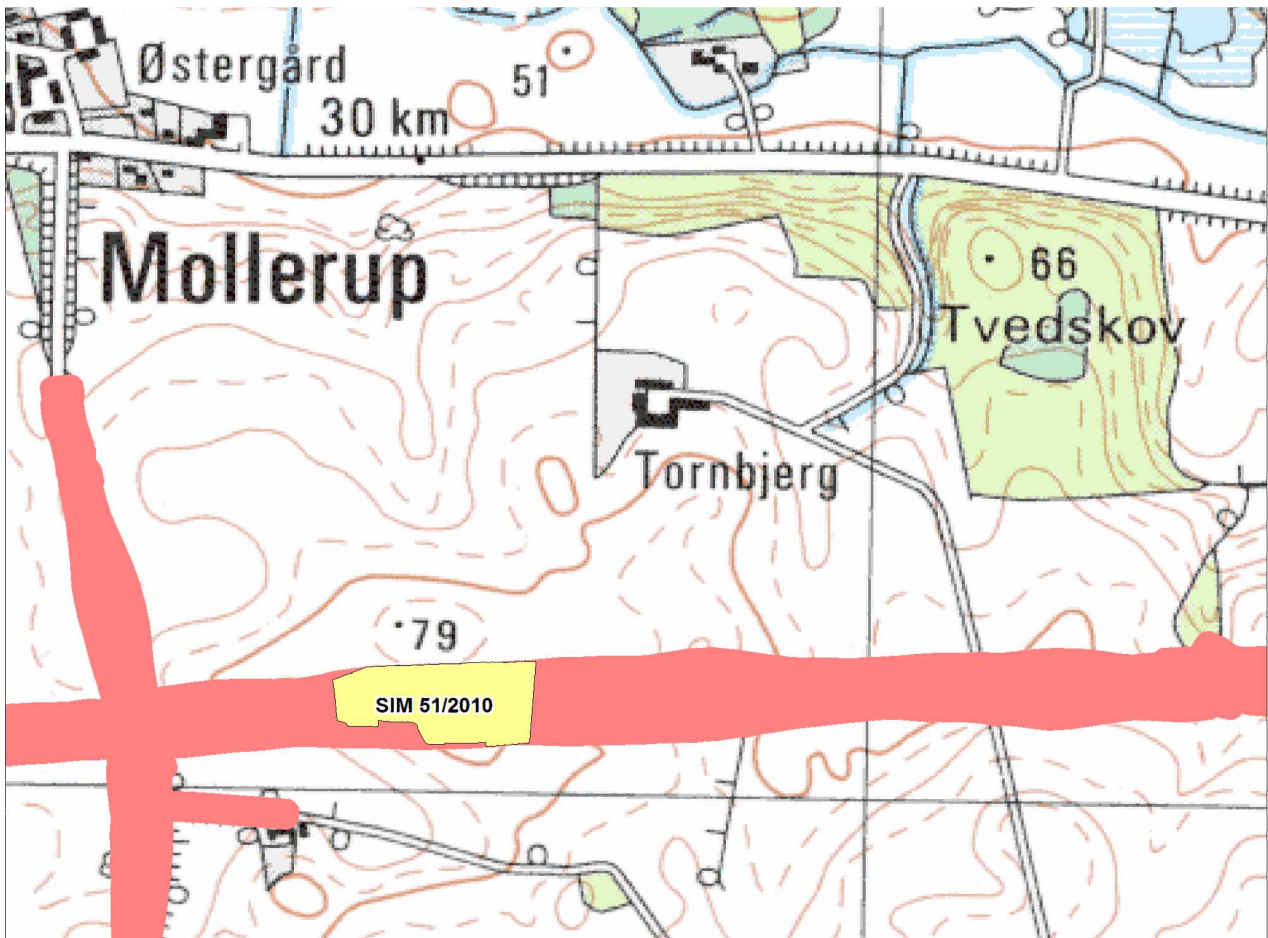 Østergård
51
30 km
Mollerup
66
Tvedskov
Tornbjerg
79
SIM 51/2010